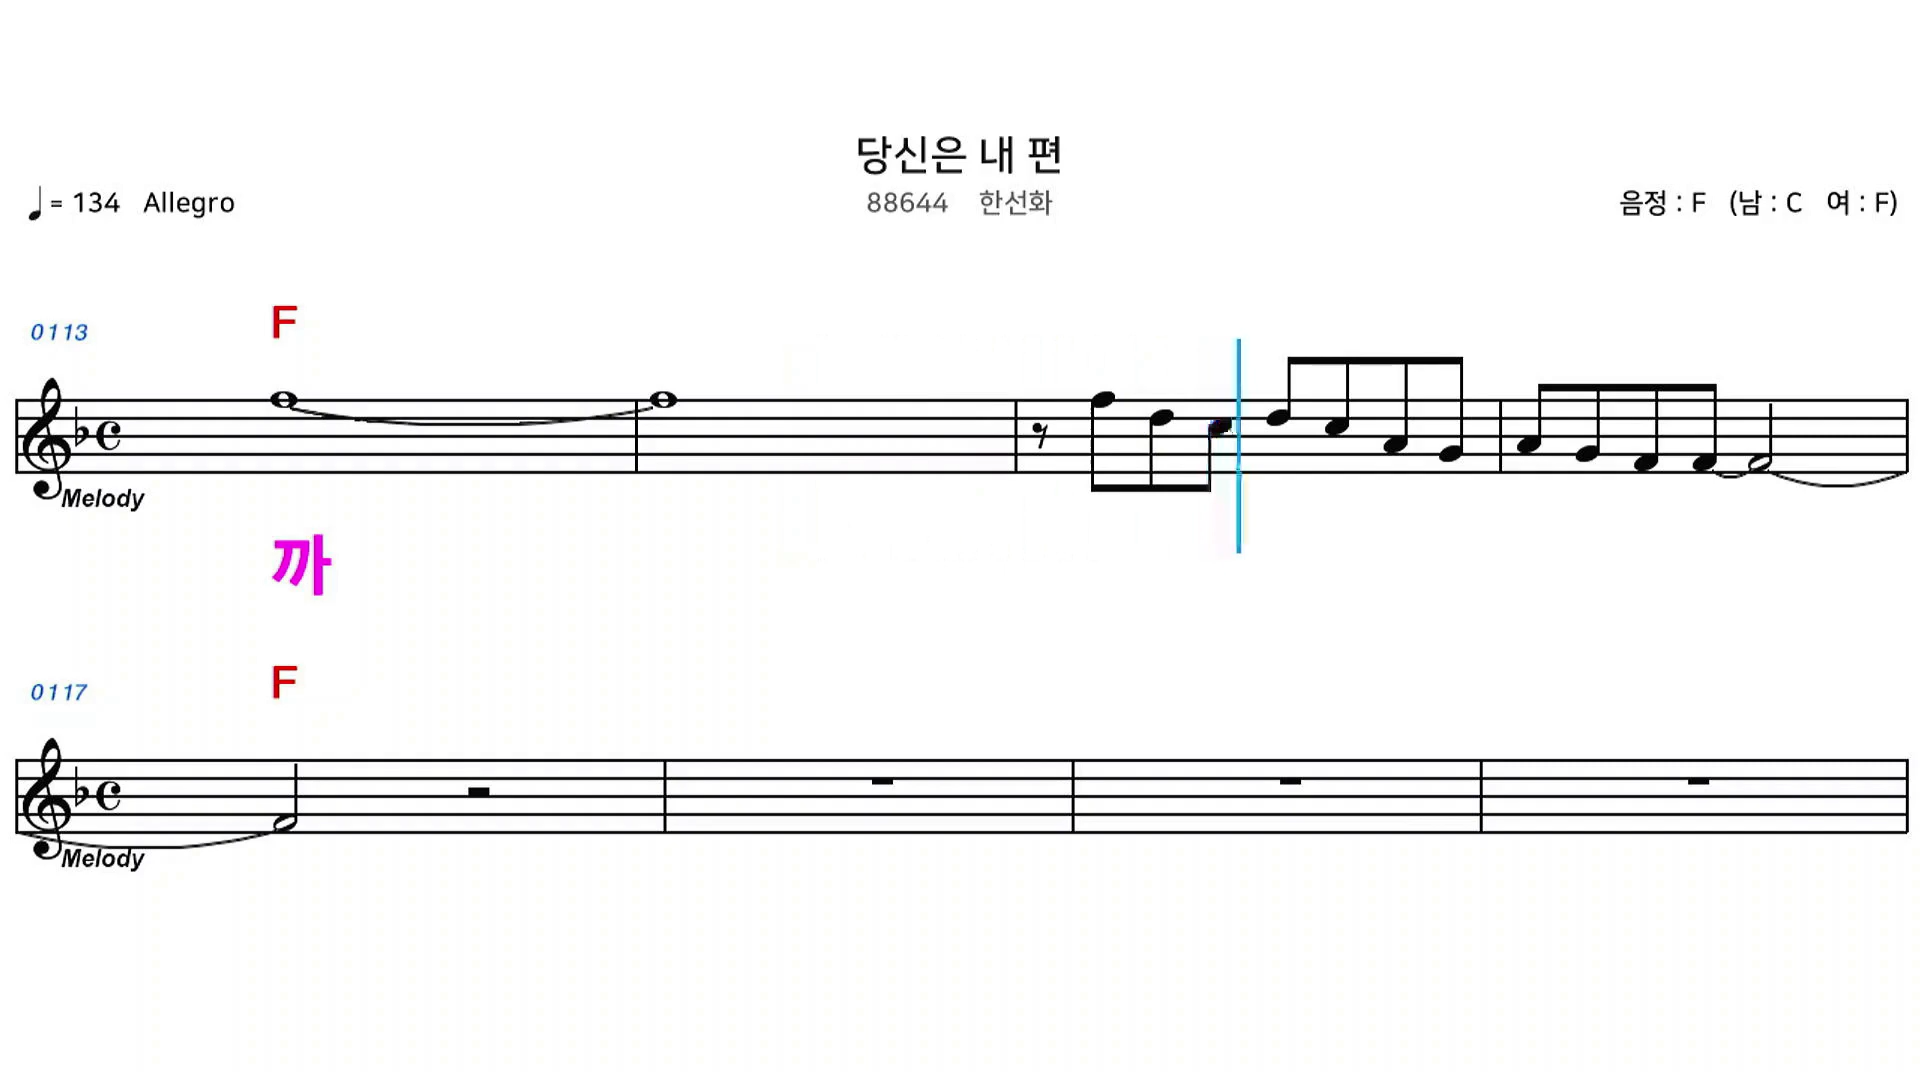 당신은 내 편
= 134 Allegro
88644 한선화
음정 : F (남 : C 여 : F)
0113 F
Melody
까
0117 F
Melody